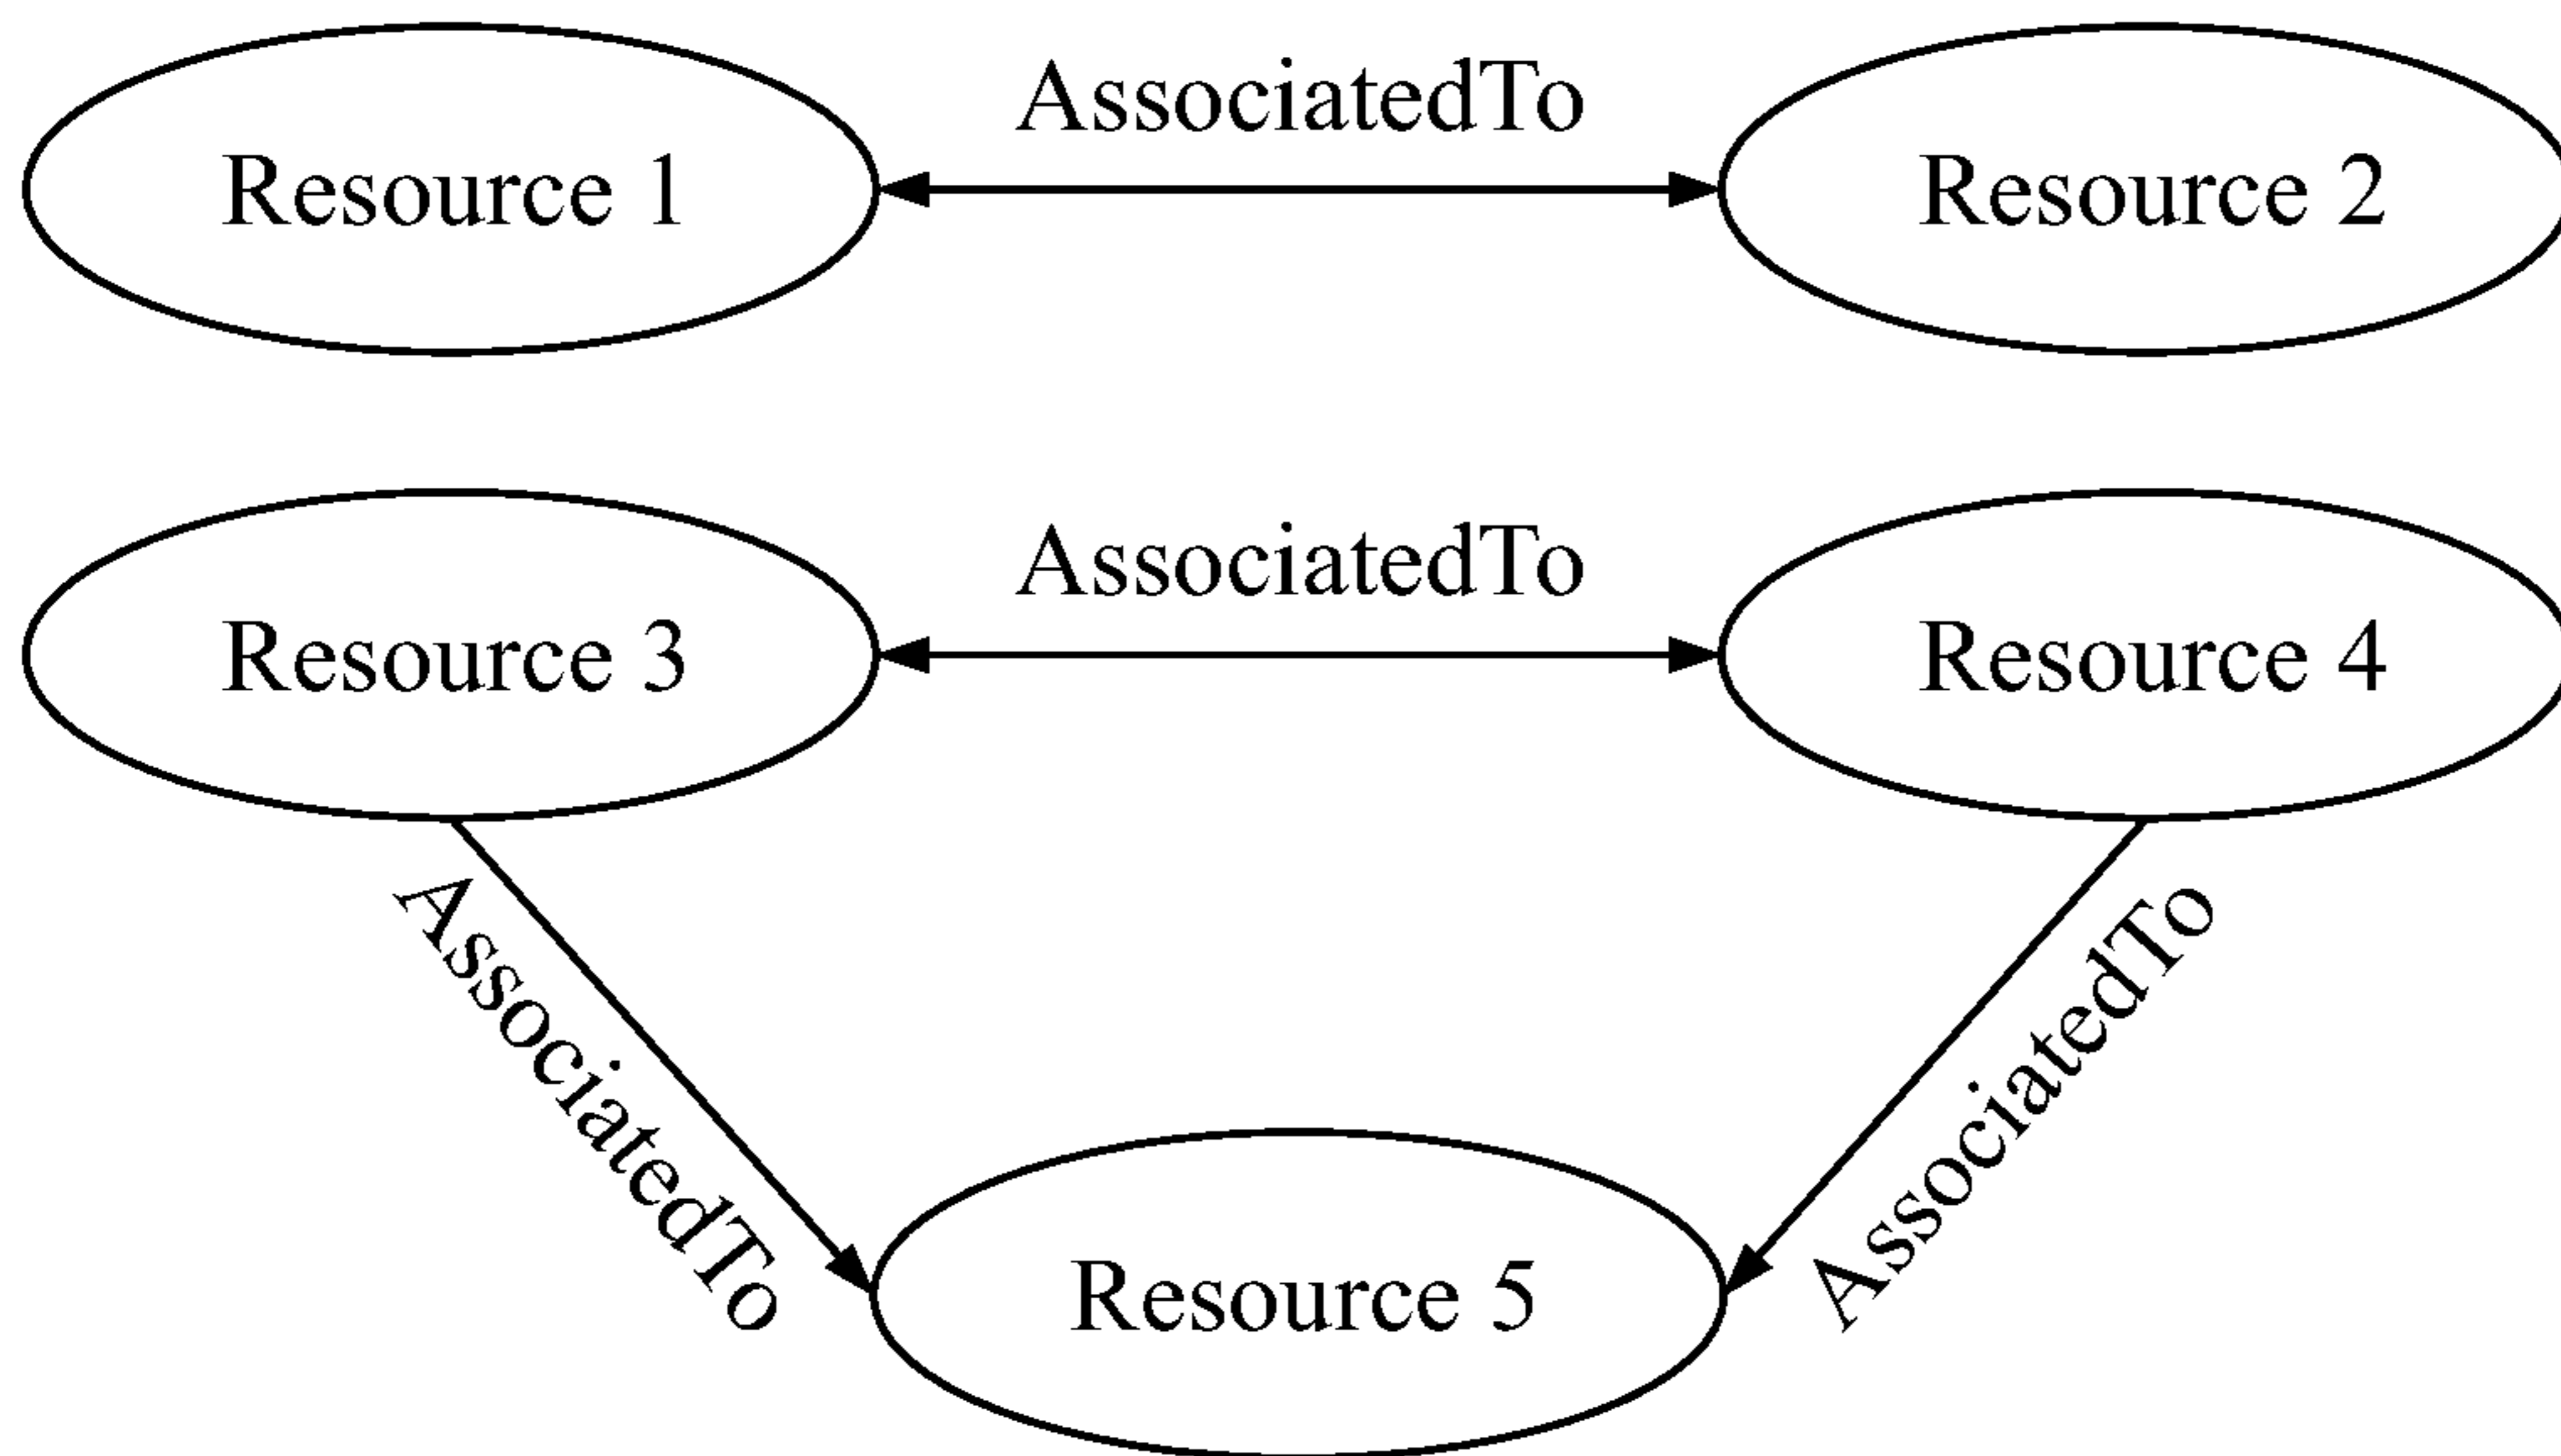 Resource 1
AssociatedTo
Resource 2
Resource 3
AssociatedTo
Resource 4
AssociatedTo
AssociatedTo
Resource 5